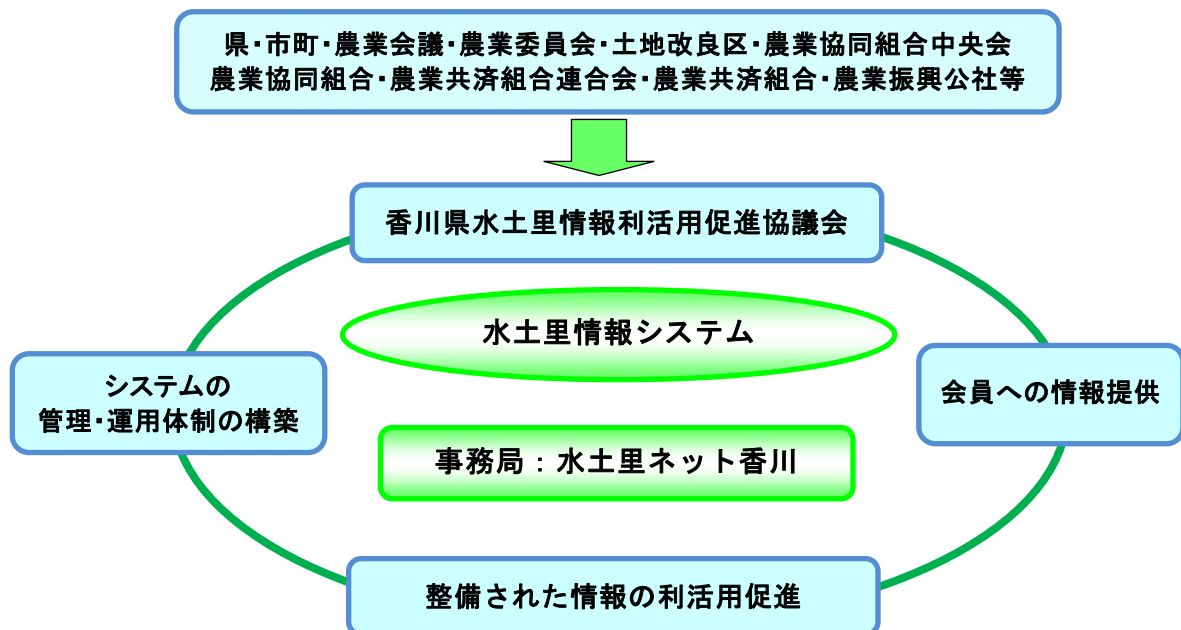 県・市町・農業会議・農業委員会・土地改良区・農業協同組合中央会
農業協同組合・農業共済組合連合会・農業共済組合・農業振興公社等
香川県水土里情報利活用促進協議会
水土里情報システム
システムの
管理・運用体制の構築
会員への情報提供
事務局：水土里ネット香川
整備された情報の利活用促進